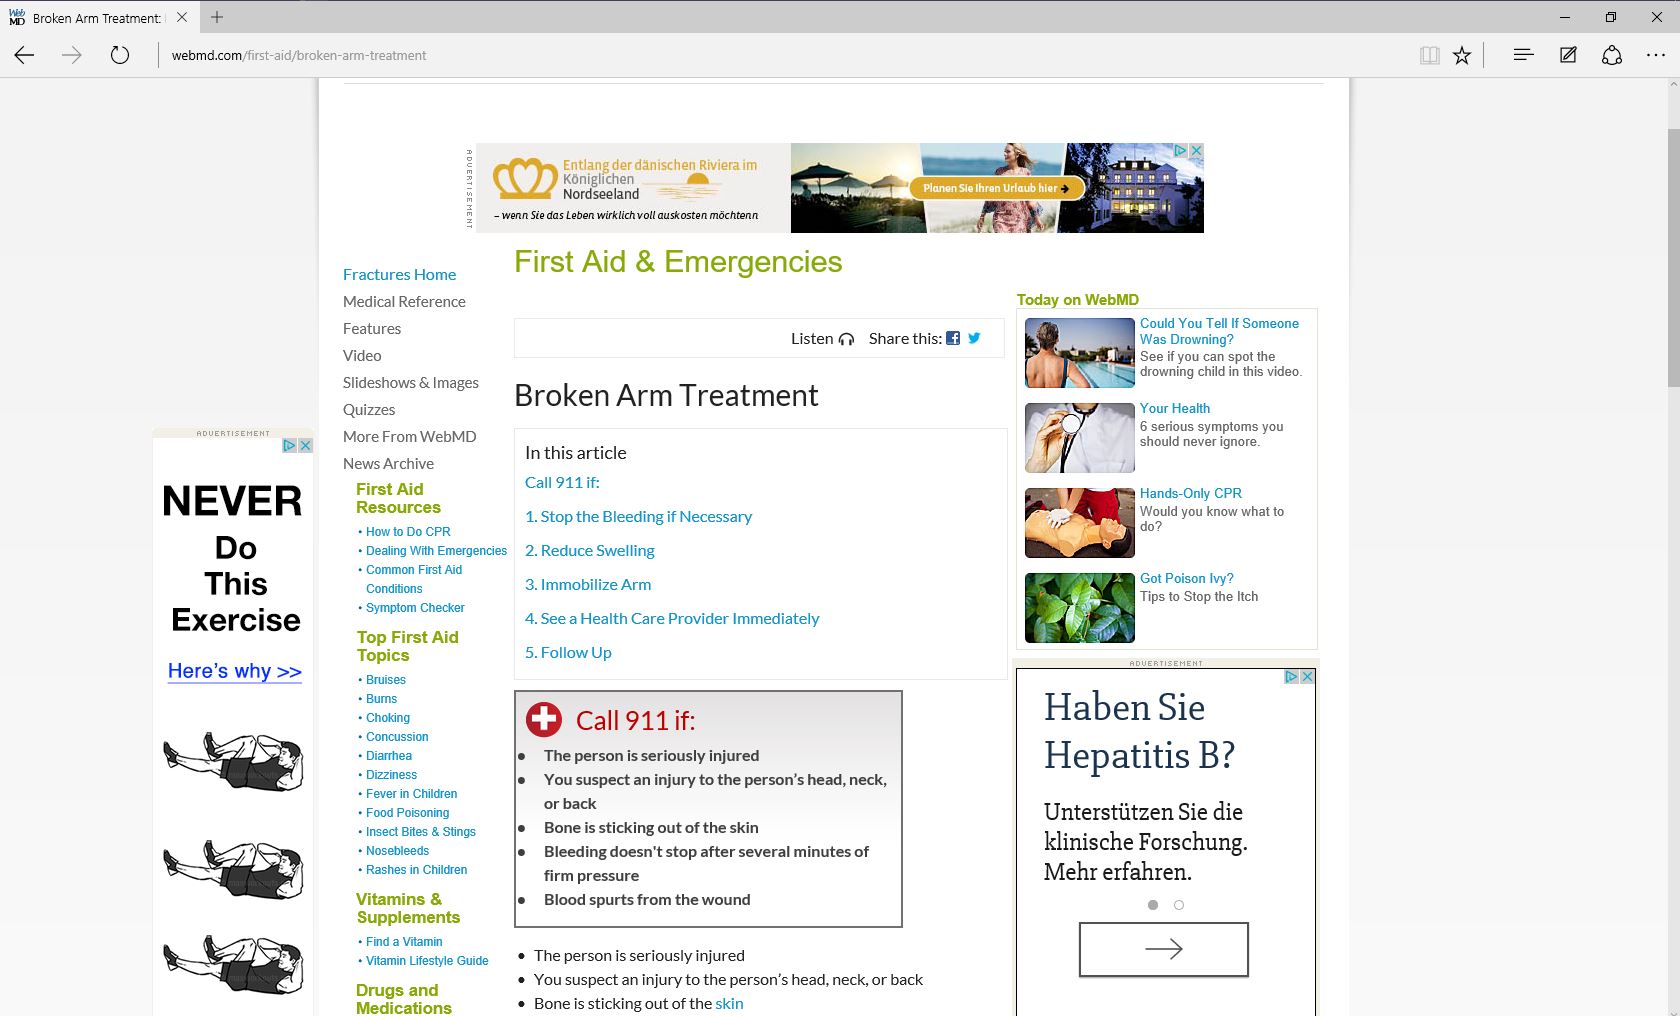 Web
MD
Broken Arm Treatment:
webmd.com/first-aid/broken-arm-treatment
ADVERTISEMENT
Entlang der dänischen Riviera im
Königlichen
Nordseeland
– wenn Sie das Leben wirklich voll auskosten möchtenn
Planen Sie Ihren Urlaub hier
First Aid & Emergencies
Fractures Home
Medical Reference
Features
Video
Slideshows & Images
Quizzes
More From WebMD
News Archive
First Aid
Resources
• How to Do CPR
• Dealing With Emergencies
• Common First Aid
Conditions
• Symptom Checker
Top First Aid
Topics
• Bruises
• Burns
• Choking
• Concussion
• Diarrhea
• Dizziness
• Fever in Children
• Food Poisoning
• Insect Bites & Stings
• Nosebleeds
• Rashes in Children
Vitamins &
Supplements
• Find a Vitamin
• Vitamin Lifestyle Guide
Drugs and
Medications
ADVERTISEMENT
NEVER
Do
This
Exercise
Here's why >>
Listen Share this:
Broken Arm Treatment
In this article
Call 911 if:
1. Stop the Bleeding if Necessary
2. Reduce Swelling
3. Immobilize Arm
4. See a Health Care Provider Immediately
5. Follow Up
Call 911 if:
• The person is seriously injured
• You suspect an injury to the person's head, neck,
or back
• Bone is sticking out of the skin
• Bleeding doesn't stop after several minutes of
firm pressure
• Blood spurts from the wound
• The person is seriously injured
• You suspect an injury to the person's head, neck, or back
• Bone is sticking out of the skin
Today on WebMD
Could You Tell If Someone
Was Drowning?
See if you can spot the
drowning child in this video.
Your Health
6 serious symptoms you
should never ignore.
Hands-Only CPR
Would you know what to
do?
Got Poison Ivy?
Tips to Stop the Itch
ADVERTISEMENT
Haben Sie
Hepatitis B?
Unterstützen Sie die
klinische Forschung.
Mehr erfahren.